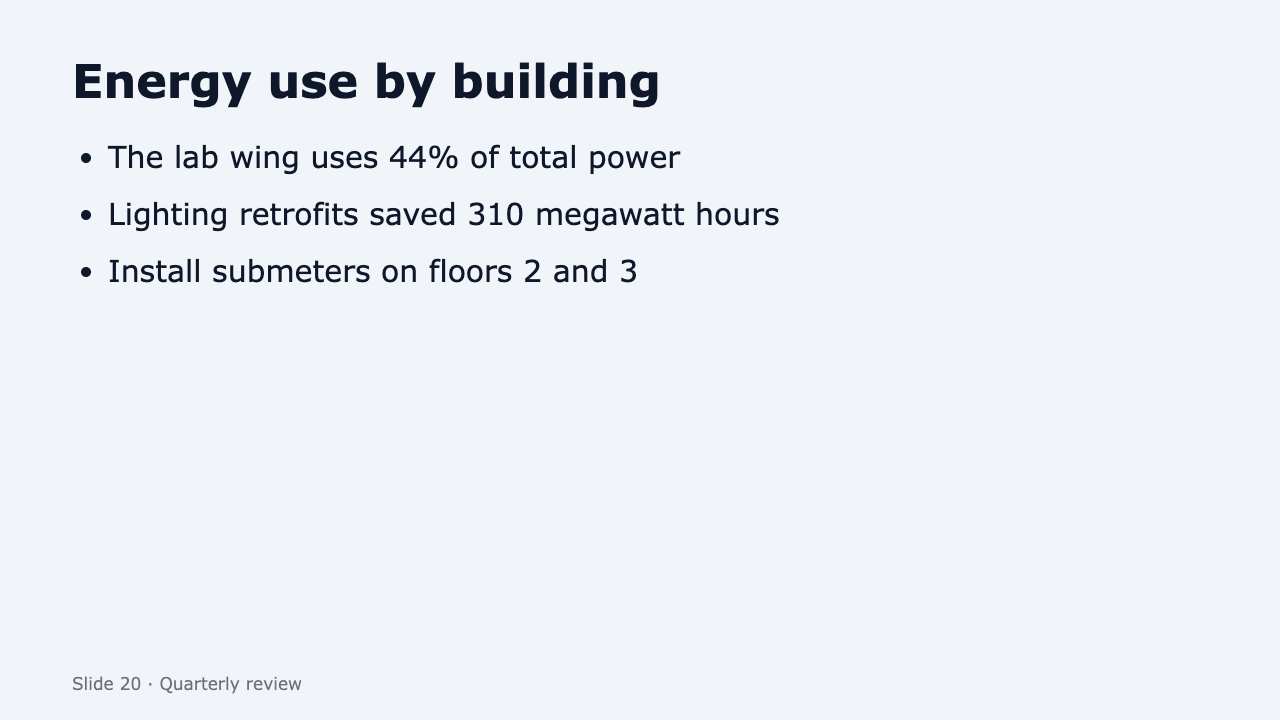 Energy use by building
• The lab wing uses 44% of total power
• Lighting retrofits saved 310 megawatt hours
• Install submeters on floors 2 and 3
Slide 20 · Quarterly review